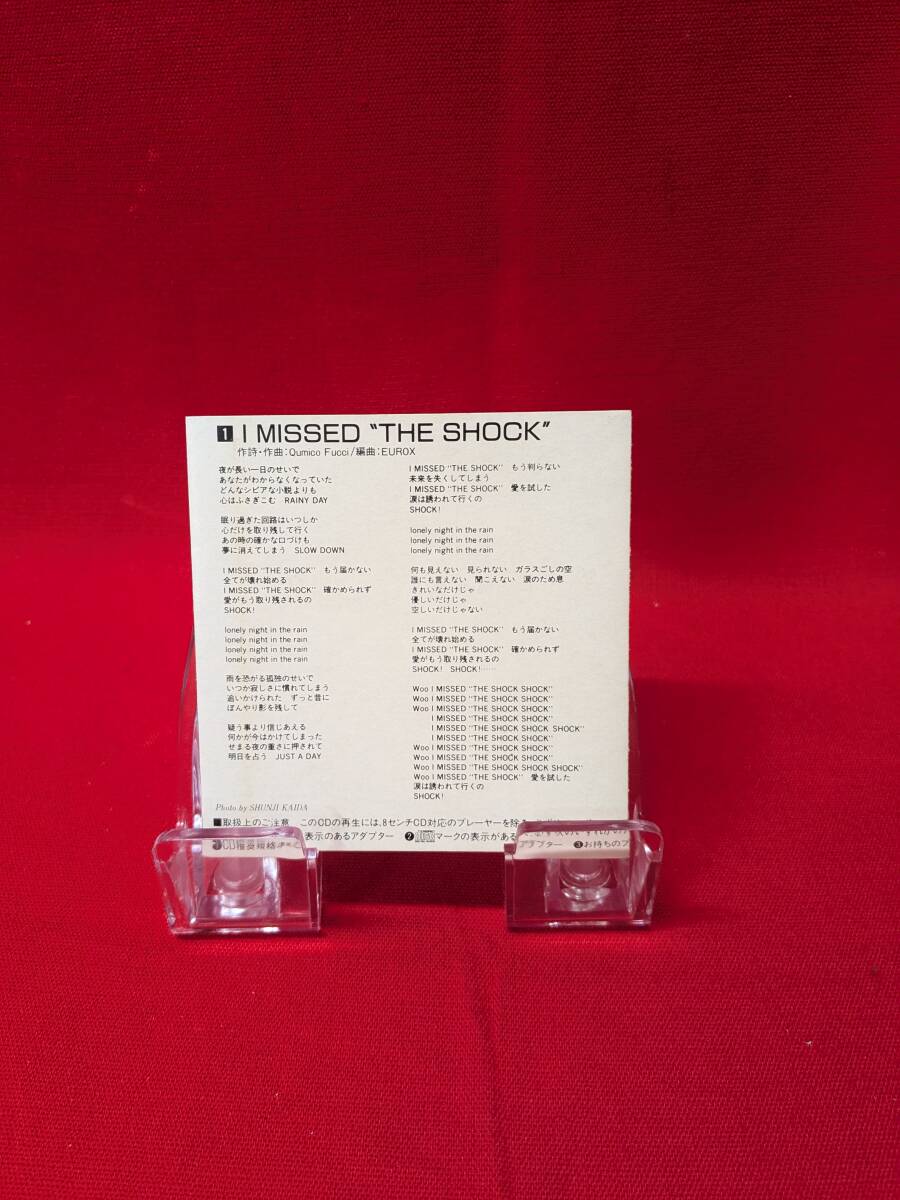 1 I MISSED "THE SHOCK"
作詩・作曲:Qumico Fucci/編曲:EUROX
夜が長い一日のせいで
あなたがわからなくなっていた
どんなシビアな小説よりも
心はふさぎこむ RAINY DAY
眠り過ぎた回路はいつしか
心だけを取り残して行く
あの時の確かな口づけも
夢に消えてしまう SLOW DOWN
I MISSED "THE SHOCK" もう届かない
全てが壊れ始める
I MISSED "THE SHOCK" 確かめられず
愛がもう取り残されるの
SHOCK!
lonely night in the rain
lonely night in the rain
lonely night in the rain
lonely night in the rain
雨を恐がる孤独のせいで
いつか寂しさに慣れてしまう
追いかけられた ずっと昔に
ぼんやり影を残して
疑う事より信じあえる
何かが今はかけてしまった
せまる夜の重さに押されて
明日を占う JUST A DAY
Photo by SHUNJI KAIDA
I MISSED "THE SHOCK" もう判らない
未来を失くしてしまう
I MISSED "THE SHOCK" 愛を試した
涙は誘われて行くの
SHOCK!
lonely night in the rain
lonely night in the rain
lonely night in the rain
何も見えない 見られない ガラスごしの空
誰にも言えない 聞こえない 涙のため息
きれいなだけじゃ
優しいだけじゃ
空しいだけじゃない
I MISSED "THE SHOCK" もう届かない
全てが壊れ始める
I MISSED "THE SHOCK" 確かめられず
愛がもう取り残されるの
SHOCK! SHOCK!……
Woo I MISSED "THE SHOCK SHOCK"
Woo I MISSED "THE SHOCK SHOCK"
Woo I MISSED "THE SHOCK SHOCK"
I MISSED "THE SHOCK SHOCK"
I MISSED "THE SHOCK SHOCK SHOCK"
I MISSED "THE SHOCK SHOCK"
Woo I MISSED "THE SHOCK SHOCK"
Woo I MISSED "THE SHOCK SHOCK"
Woo I MISSED "THE SHOCK SHOCK SHOCK"
Woo I MISSED "THE SHOCK" 愛を試した
涙は誘われて行くの
SHOCK!
■取扱上のご注意 このCDの再生には,8センチCD対応のプレーヤーを除き
❶CD推奨規格 表示のあるアダプター ❷ マークの表示がある アダプター ❸お持ちのプ